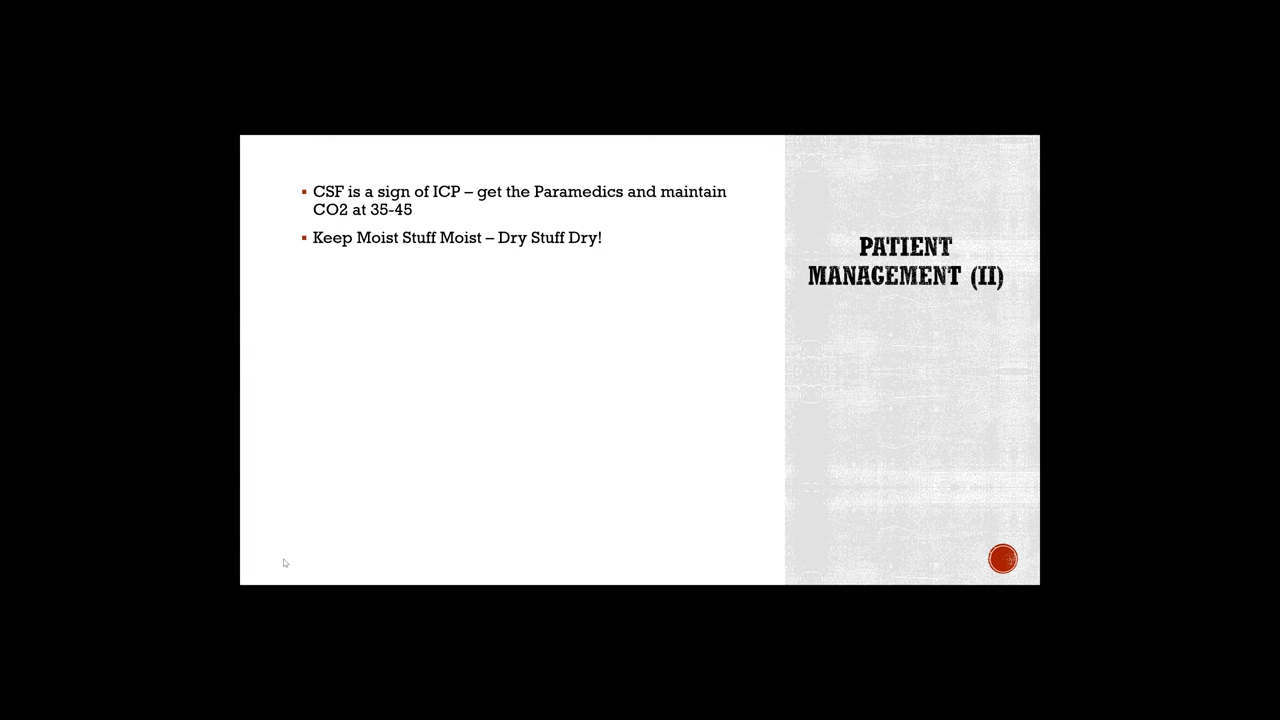 CSF is a sign of ICP – get the Paramedics and maintain
CO2 at 35-45
Keep Moist Stuff Moist – Dry Stuff Dry!
PATIENT
MANAGEMENT (II)